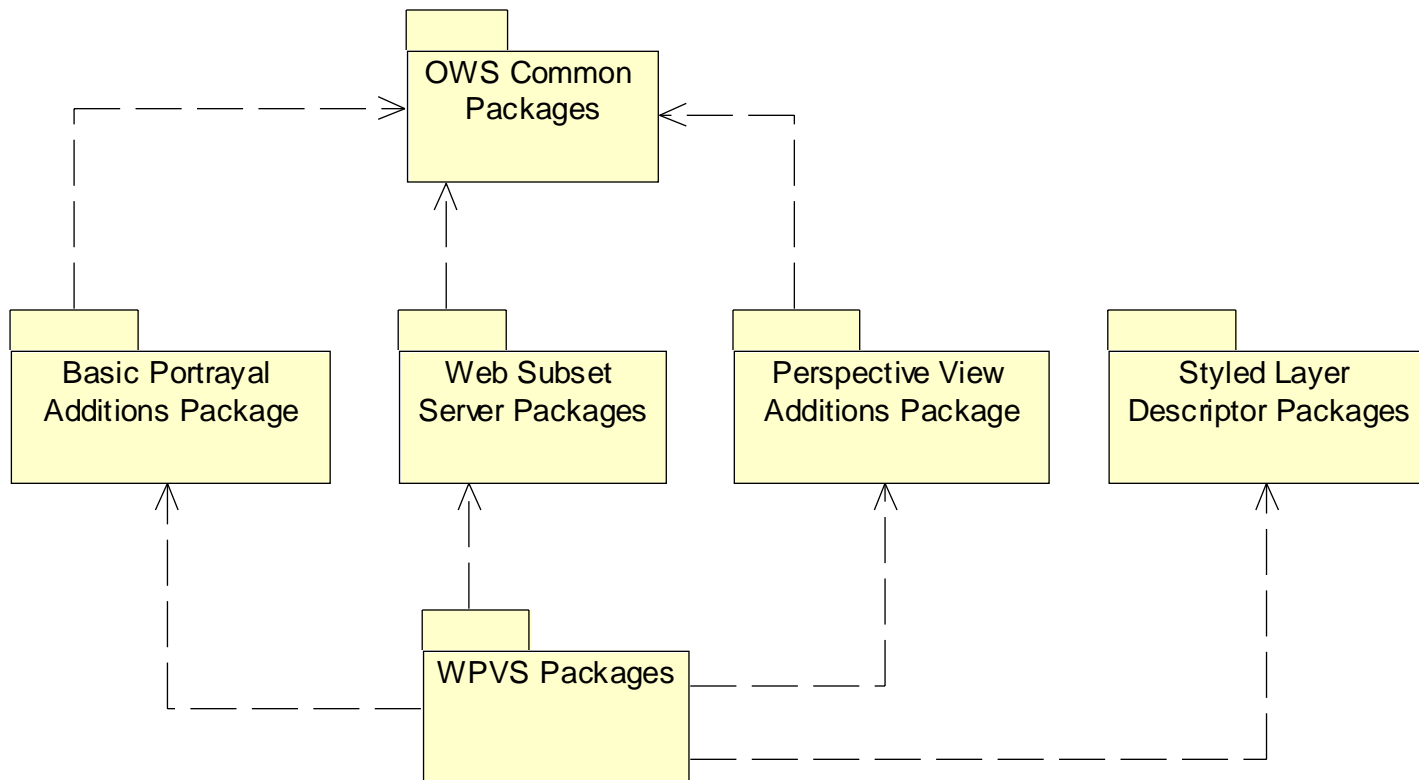 OWS Common
Packages
Basic Portrayal
Additions Package
Web Subset
Server Packages
Perspective View
Additions Package
Styled Layer
Descriptor Packages
WPVS Packages